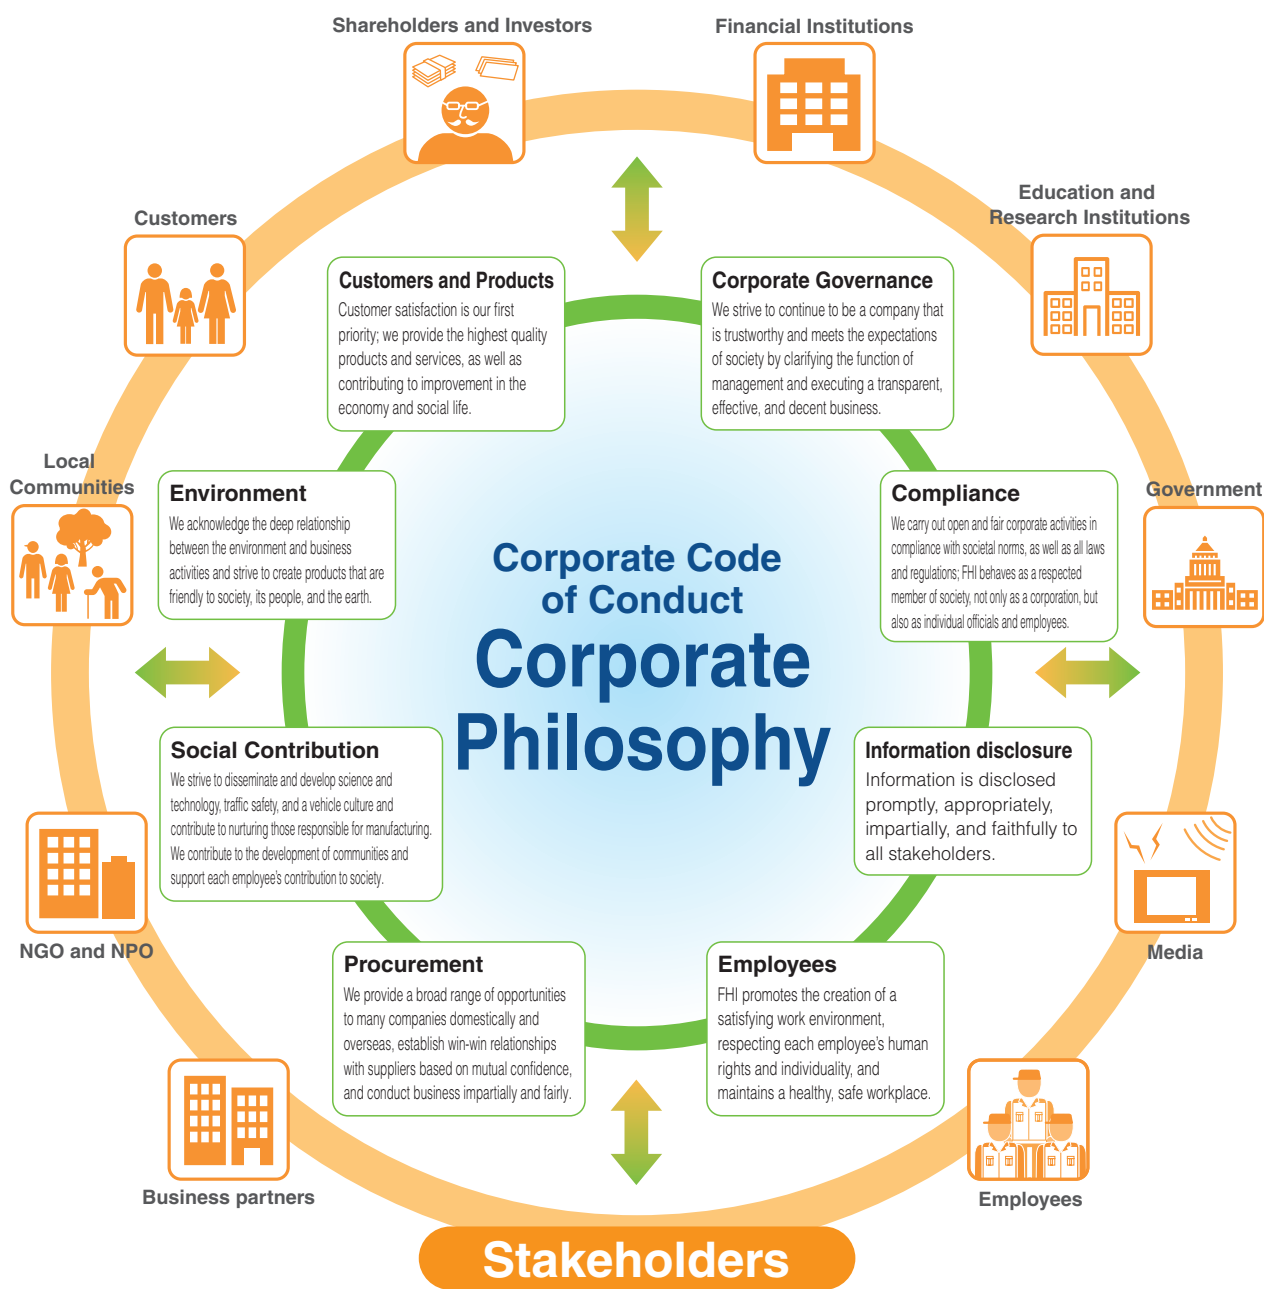 Shareholders and Investors
Financial Institutions
Education and
Research Institutions
Customers
Customers and Products
Customer satisfaction is our first
priority; we provide the highest quality
products and services, as well as
contributing to improvement in the
economy and social life.
Corporate Governance
We strive to continue to be a company that
is trustworthy and meets the expectations
of society by clarifying the function of
management and executing a transparent,
effective, and decent business.
Local
Communities
Environment
We acknowledge the deep relationship
between the environment and business
activities and strive to create products that are
friendly to society, its people, and the earth.
Compliance
We carry out open and fair corporate activities in
compliance with societal norms, as well as all laws
and regulations; FHI behaves as a respected
member of society, not only as a corporation, but
also as individual officials and employees.
Government
Corporate Code
of Conduct
Corporate
Philosophy
Social Contribution
We strive to disseminate and develop science and
technology, traffic safety, and a vehicle culture and
contribute to nurturing those responsible for manufacturing.
We contribute to the development of communities and
support each employee's contribution to society.
Information disclosure
Information is disclosed
promptly, appropriately,
impartially, and faithfully to
all stakeholders.
NGO and NPO
Media
Procurement
We provide a broad range of opportunities
to many companies domestically and
overseas, establish win-win relationships
with suppliers based on mutual confidence,
and conduct business impartially and fairly.
Employees
FHI promotes the creation of a
satisfying work environment,
respecting each employee's human
rights and individuality, and
maintains a healthy, safe workplace.
Business partners
Employees
Stakeholders